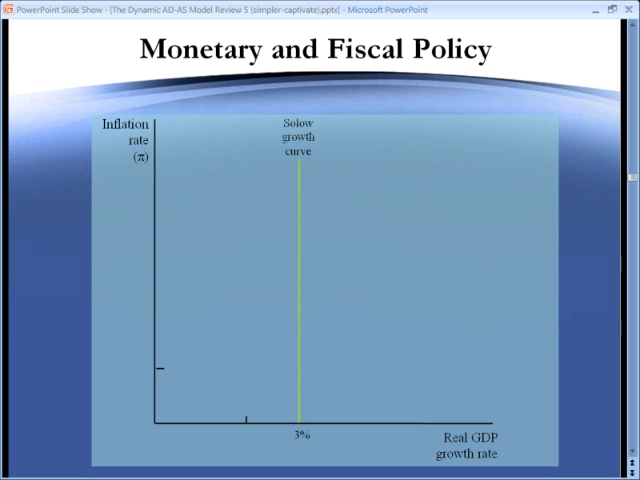 PowerPoint Slide Show - [The Dynamic AD-AS Model Review 5 (simpler-captivate).pptx] - Microsoft PowerPoint
Monetary and Fiscal Policy
Inflation
rate
(π)
Solow
growth
curve
3%
Real GDP
growth rate